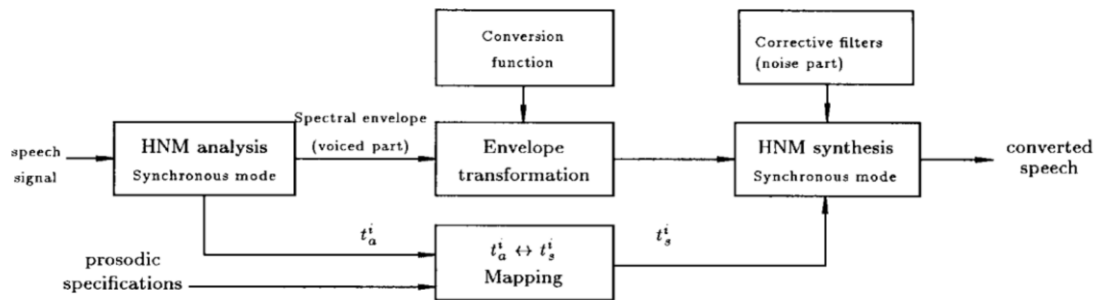 Conversion
function
Corrective filters
(noise part)
speech
signal
HNM analysis
Synchronous mode
Spectral envelope
(voiced part)
Envelope
transformation
HNM synthesis
Synchronous mode
converted
speech
t_a^i
prosodic
specifications
t_a^i ↔ t_s^i
Mapping
t_s^i